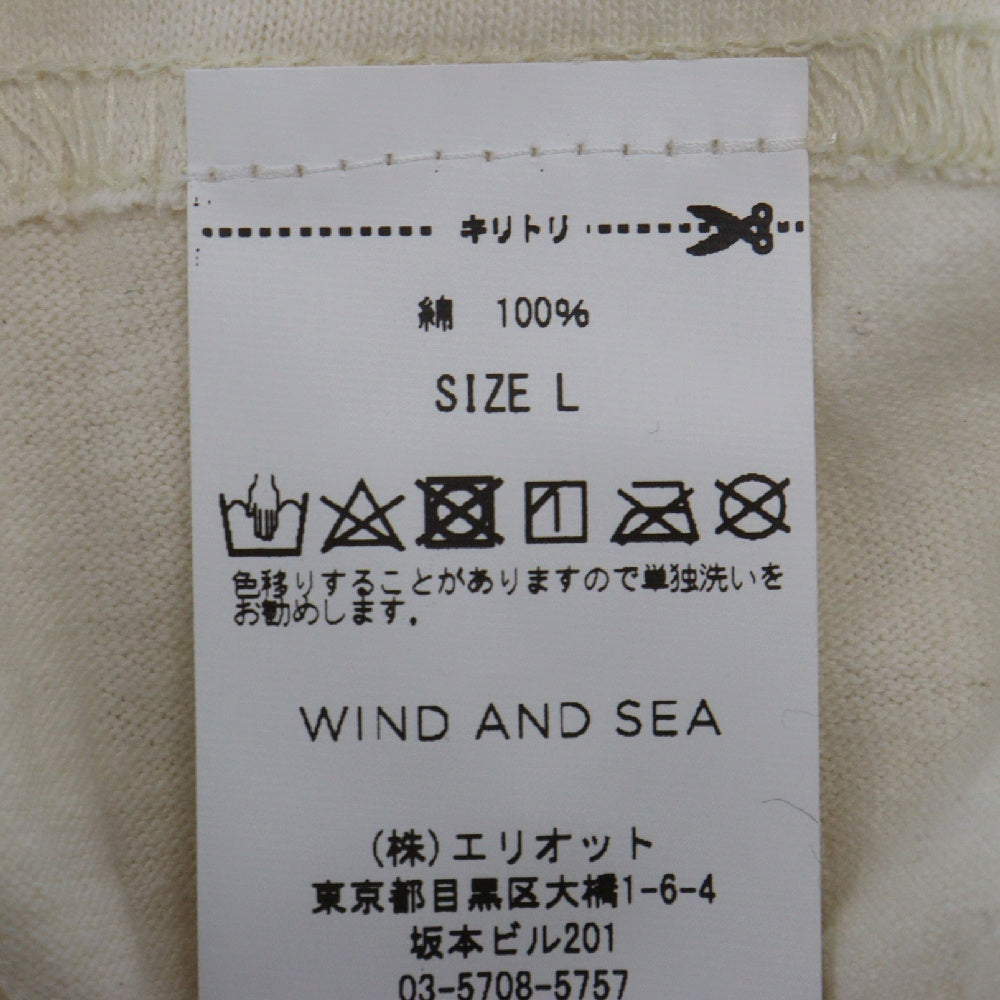 キリトリ
綿 100%
SIZE L
色移りすることがありますので単独洗いを
お勧めします.
WIND AND SEA
(株)エリオット
東京都目黒区大橋1-6-4
坂本ビル201
03-5708-5757